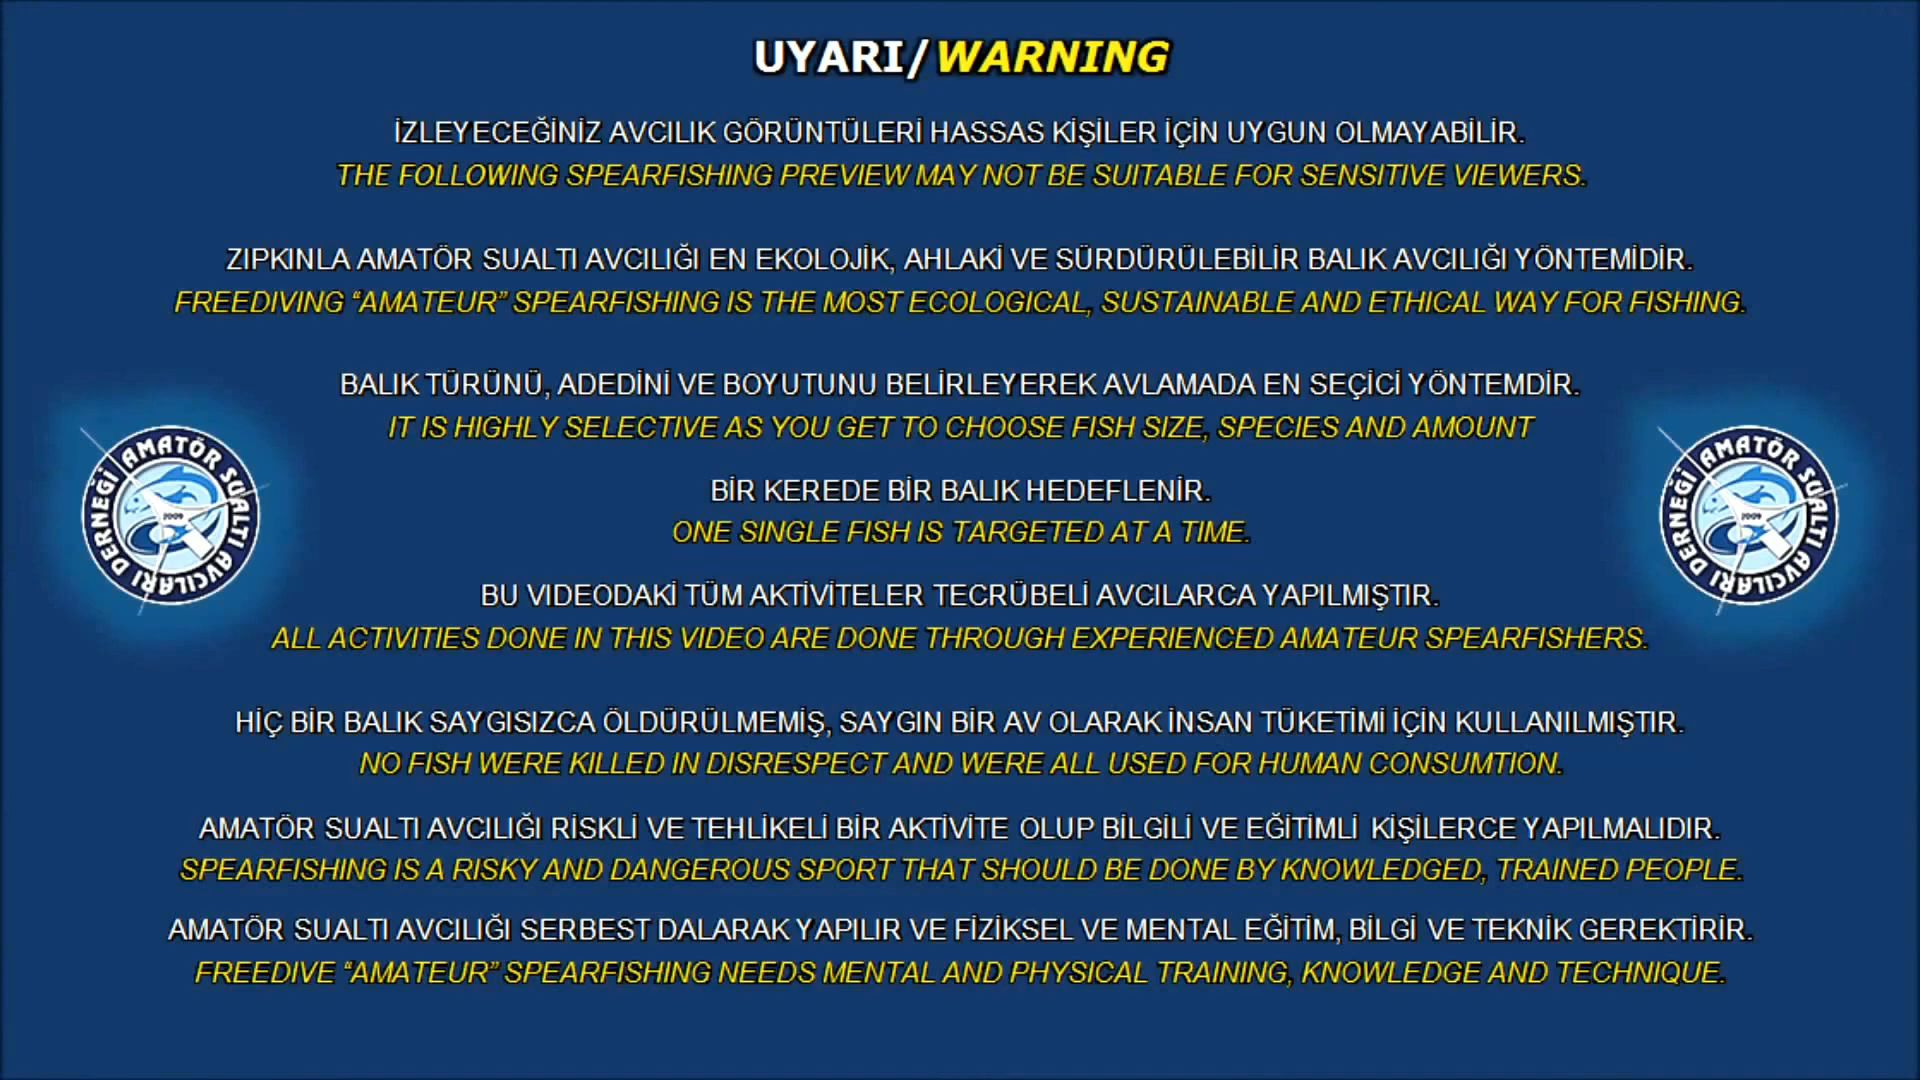 UYARI/WARNING
İZLEYECEĞİNİZ AVCILIK GÖRÜNTÜLERİ HASSAS KİŞİLER İÇİN UYGUN OLMAYABİLİR.
THE FOLLOWING SPEARFISHING PREVIEW MAY NOT BE SUITABLE FOR SENSITIVE VIEWERS.
ZIPKINLA AMATÖR SUALTI AVCILIĞI EN EKOLOJİK, AHLAKİ VE SÜRDÜRÜLEBİLİR BALIK AVCILIĞI YÖNTEMİDİR.
FREEDIVING “AMATEUR” SPEARFISHING IS THE MOST ECOLOGICAL, SUSTAINABLE AND ETHICAL WAY FOR FISHING.
BALIK TÜRÜNÜ, ADEDİNİ VE BOYUTUNU BELİRLEYEREK AVLAMADA EN SEÇİCİ YÖNTEMDİR.
IT IS HIGHLY SELECTIVE AS YOU GET TO CHOOSE FISH SIZE, SPECIES AND AMOUNT
BİR KEREDE BİR BALIK HEDEFLENİR.
ONE SINGLE FISH IS TARGETED AT A TIME.
BU VIDEODAKİ TÜM AKTİVİTELER TECRÜBELİ AVCILARCA YAPILMIŞTIR.
ALL ACTIVITIES DONE IN THIS VIDEO ARE DONE THROUGH EXPERIENCED AMATEUR SPEARFISHERS.
HİÇ BİR BALIK SAYGISIZCA ÖLDÜRÜLMEMİŞ, SAYGIN BİR AV OLARAK İNSAN TÜKETİMİ İÇİN KULLANILMIŞTIR.
NO FISH WERE KILLED IN DISRESPECT AND WERE ALL USED FOR HUMAN CONSUMTION.
AMATÖR SUALTI AVCILIĞI RİSKLİ VE TEHLİKELİ BİR AKTİVİTE OLUP BİLGİLİ VE EĞİTİMLİ KİŞİLERCE YAPILMALIDIR.
SPEARFISHING IS A RISKY AND DANGEROUS SPORT THAT SHOULD BE DONE BY KNOWLEDGED, TRAINED PEOPLE.
AMATÖR SUALTI AVCILIĞI SERBEST DALARAK YAPILIR VE FİZİKSEL VE MENTAL EĞİTİM, BİLGİ VE TEKNİK GEREKTİRİR.
FREEDIVE “AMATEUR” SPEARFISHING NEEDS MENTAL AND PHYSICAL TRAINING, KNOWLEDGE AND TECHNIQUE.
AMATÖR SUALTI AVCILARI DERNEĞİ
2009
AMATÖR SUALTI AVCILARI DERNEĞİ
2009